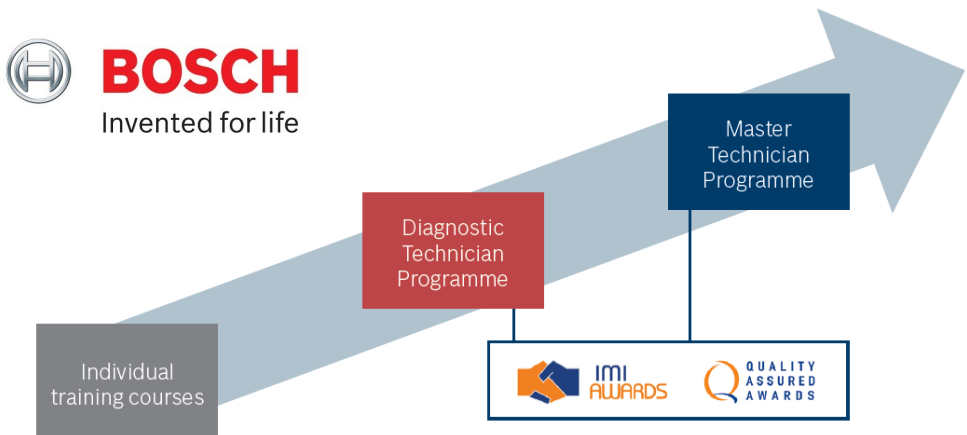 BOSCH
Invented for life
Master
Technician
Programme
Diagnostic
Technician
Programme
Individual
training courses
IMI
AWARDS
QUALITY
ASSURED
AWARDS